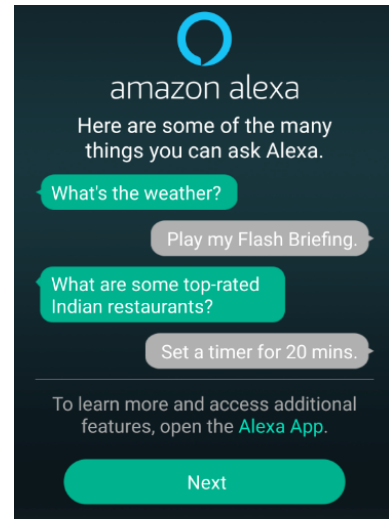 amazon alexa
Here are some of the many
things you can ask Alexa.
What's the weather?
Play my Flash Briefing.
What are some top-rated
Indian restaurants?
Set a timer for 20 mins.
To learn more and access additional
features, open the Alexa App.
Next